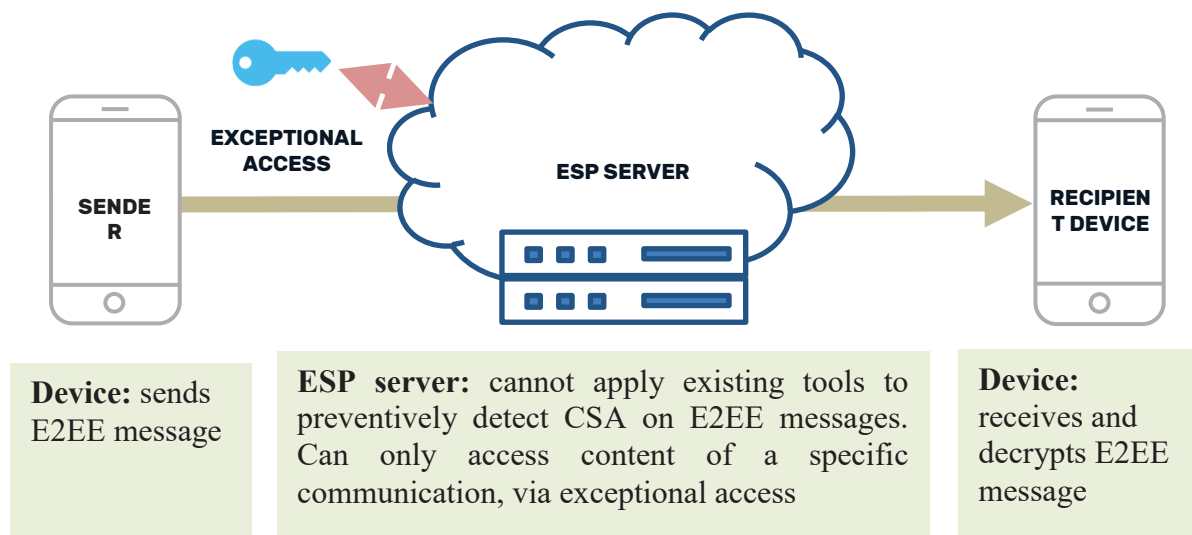 EXCEPTIONAL
ACCESS
ESP SERVER
SENDE
R
RECIPIEN
T DEVICE
Device: sends
E2EE message
ESP server: cannot apply existing tools to
preventively detect CSA on E2EE messages.
Can only access content of a specific
communication, via exceptional access
Device:
receives and
decrypts E2EE
message